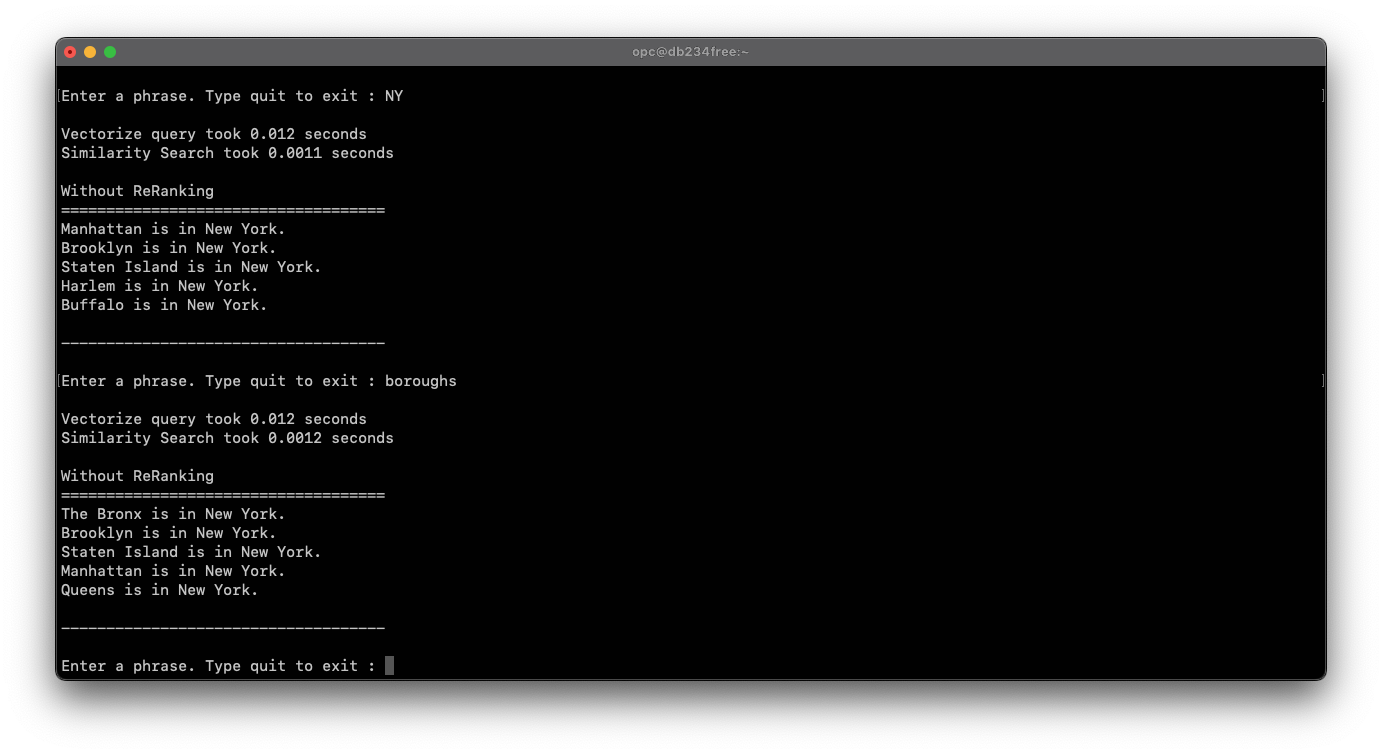 opc@db234free:~
[Enter a phrase. Type quit to exit : NY ]
Vectorize query took 0.012 seconds
Similarity Search took 0.0011 seconds
Without ReRanking
====================================
Manhattan is in New York.
Brooklyn is in New York.
Staten Island is in New York.
Harlem is in New York.
Buffalo is in New York.
------------------------------------
[Enter a phrase. Type quit to exit : boroughs ]
Vectorize query took 0.012 seconds
Similarity Search took 0.0012 seconds
Without ReRanking
====================================
The Bronx is in New York.
Brooklyn is in New York.
Staten Island is in New York.
Manhattan is in New York.
Queens is in New York.
------------------------------------
Enter a phrase. Type quit to exit :